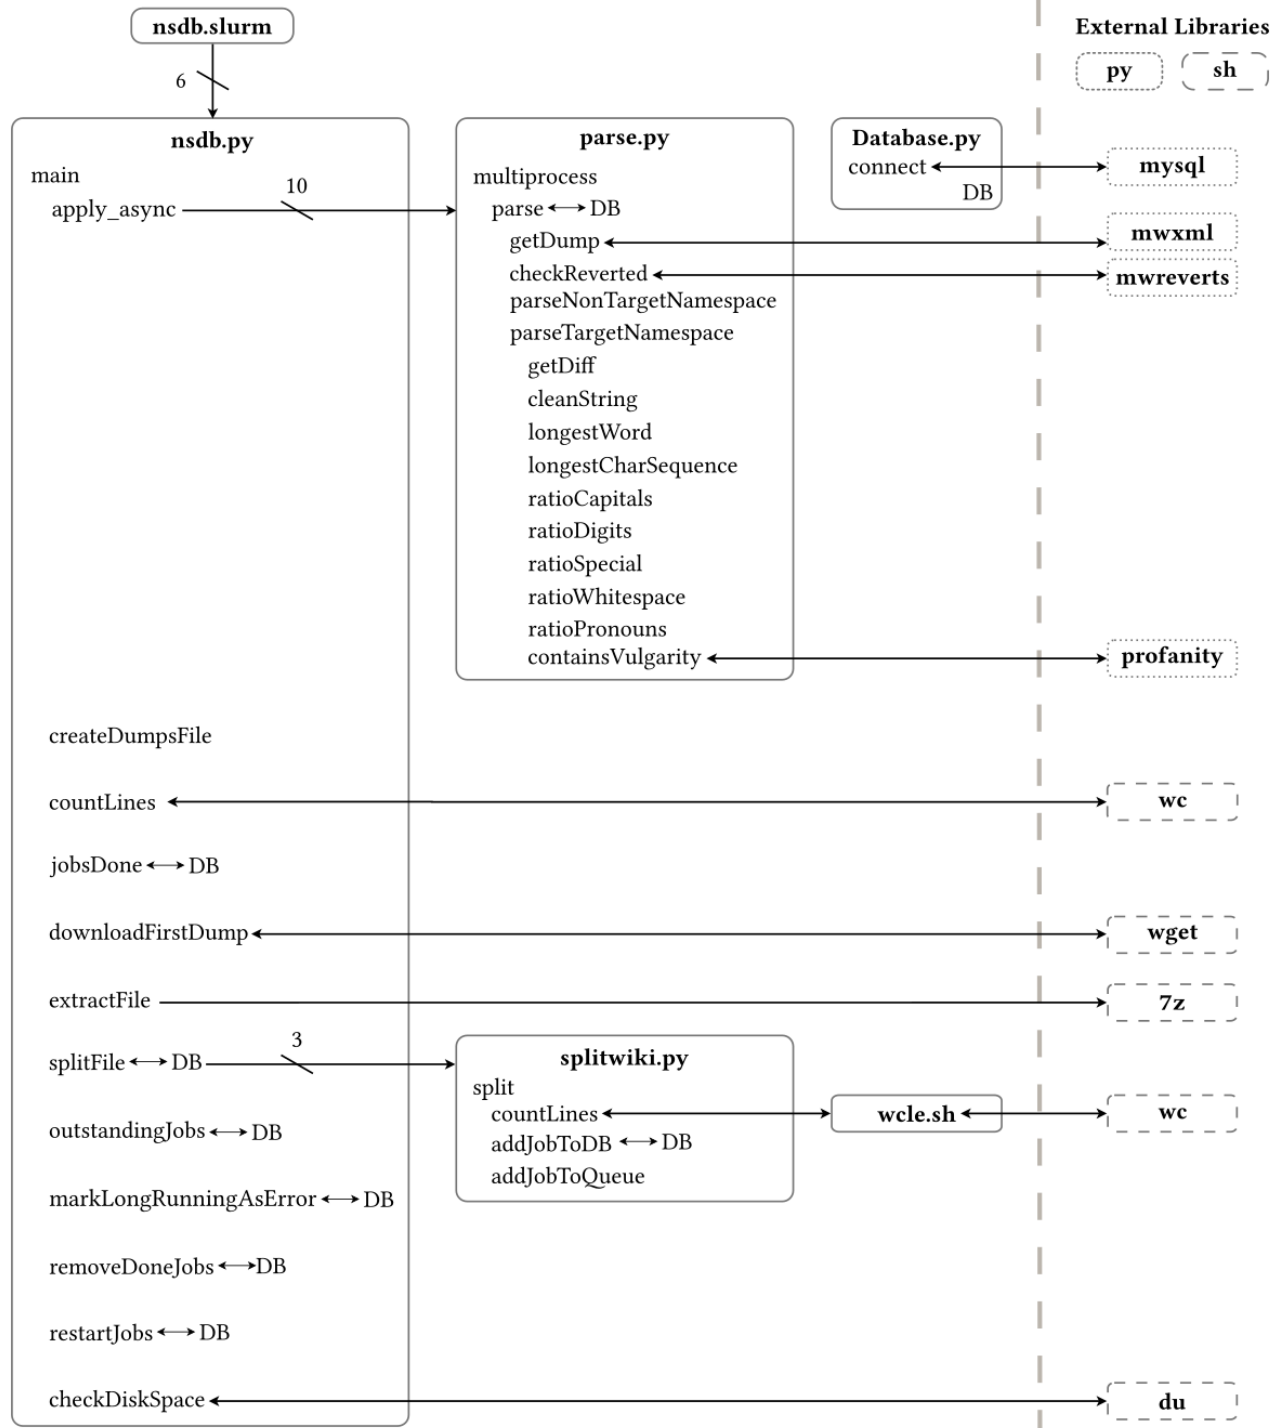 nsdb.slurm
External Libraries
py
sh
6
nsdb.py
main
apply_async
10
parse.py
multiprocess
parse
DB
getDump
checkReverted
parseNonTargetNamespace
parseTargetNamespace
getDiff
cleanString
longestWord
longestCharSequence
ratioCapitals
ratioDigits
ratioSpecial
ratioWhitespace
ratioPronouns
containsVulgarity
Database.py
connect
DB
mysql
mwxml
mwreverts
profanity
createDumpsFile
countLines
wc
jobsDone
DB
downloadFirstDump
wget
extractFile
7z
splitFile
DB
3
splitwiki.py
split
countLines
addJobToDB
DB
addJobToQueue
wcle.sh
wc
outstandingJobs
DB
markLongRunningAsError
DB
removeDoneJobs
DB
restartJobs
DB
checkDiskSpace
du